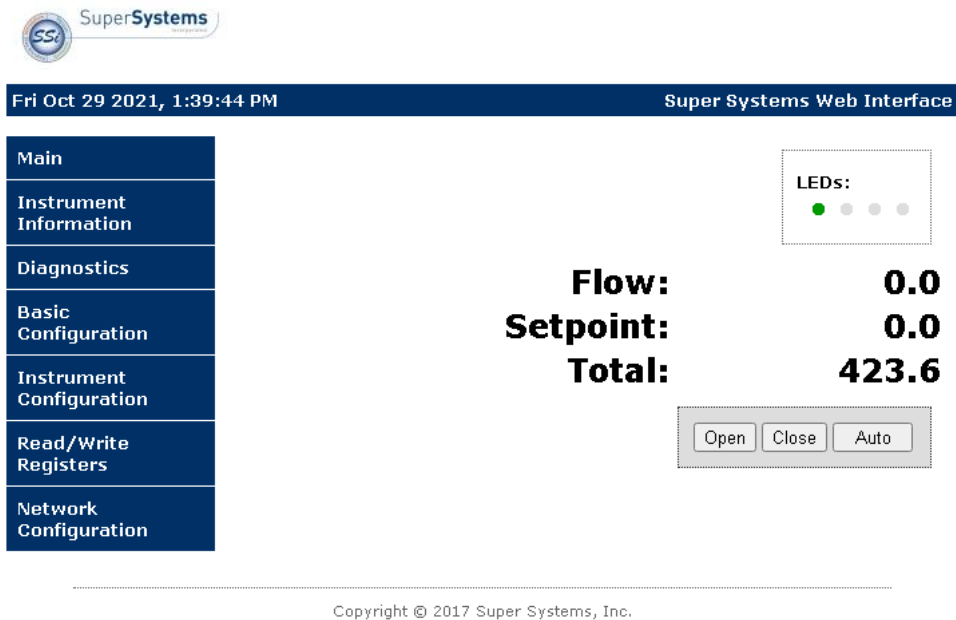 SuperSystems
incorporated
SSi
Fri Oct 29 2021, 1:39:44 PM
Super Systems Web Interface
Main
Instrument
Information
Diagnostics
Basic
Configuration
Instrument
Configuration
Read/Write
Registers
Network
Configuration
LEDs:
Flow: 0.0
Setpoint: 0.0
Total: 423.6
Open Close Auto
Copyright © 2017 Super Systems, Inc.